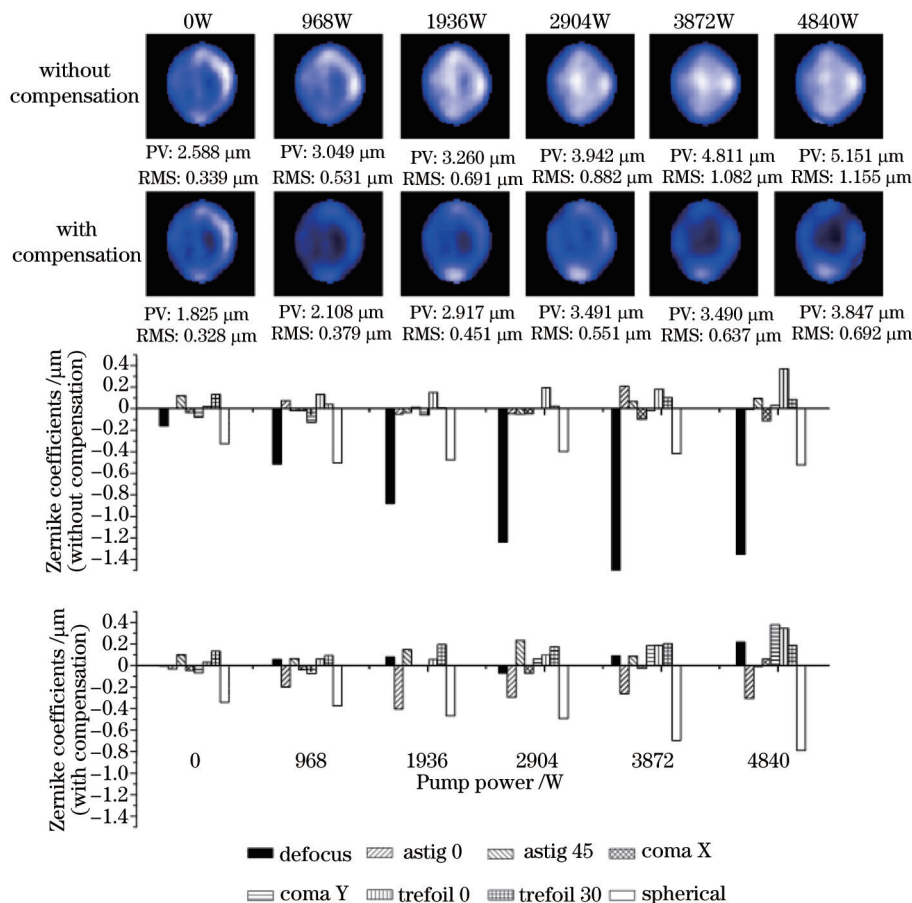 0W 968W 1936W 2904W 3872W 4840W
without
compensation
PV: 2.588 μm PV: 3.049 μm PV: 3.260 μm PV: 3.942 μm PV: 4.811 μm PV: 5.151 μm
RMS: 0.339 μm RMS: 0.531 μm RMS: 0.691 μm RMS: 0.882 μm RMS: 1.082 μm RMS: 1.155 μm
with
compensation
PV: 1.825 μm PV: 2.108 μm PV: 2.917 μm PV: 3.491 μm PV: 3.490 μm PV: 3.847 μm
RMS: 0.328 μm RMS: 0.379 μm RMS: 0.451 μm RMS: 0.551 μm RMS: 0.637 μm RMS: 0.692 μm
Zernike coefficients /μm
(without compensation)
0.4
0.2
0
−0.2
−0.4
−0.6
−0.8
−1.0
−1.2
−1.4
Zernike coefficients /μm
(with compensation)
0.4
0.2
0
−0.2
−0.4
−0.6
−0.8
−1.0
−1.2
−1.4
0 968 1936 2904 3872 4840
Pump power /W
defocus astig 0 astig 45 coma X
coma Y trefoil 0 trefoil 30 spherical